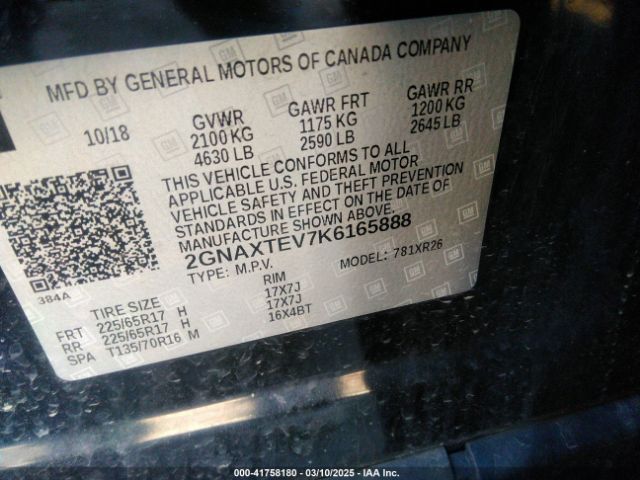 MFD BY GENERAL MOTORS OF CANADA COMPANY
10/18 GVWR GAWR FRT GAWR RR
2100 KG 1175 KG 1200 KG
4630 LB 2590 LB 2645 LB
THIS VEHICLE CONFORMS TO ALL
APPLICABLE U.S. FEDERAL MOTOR
VEHICLE SAFETY AND THEFT PREVENTION
STANDARDS IN EFFECT ON THE DATE OF
MANUFACTURE SHOWN ABOVE.
2GNAXTEV7K6165888
TYPE: M.P.V. MODEL: 781XR26
384A
TIRE SIZE RIM
FRT 225/65R17 H 17X7J
RR 225/65R17 H 17X7J
SPA T135/70R16 M 16X4BT
000-41758180 — 03/10/2025 — IAA Inc.